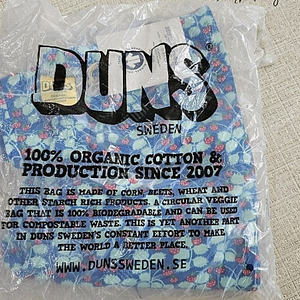 DUNS®
SWEDEN
100% ORGANIC COTTON &
PRODUCTION SINCE 2007
THIS BAG IS MADE OF CORN, BEETS, WHEAT AND
OTHER STARCH RICH PRODUCTS. A CIRCULAR VEGGIE
BAG THAT IS 100% BIODEGRADABLE AND CAN BE USED
FOR COMPOSTABLE WASTE. THIS IS YET ANOTHER PART
IN DUNS SWEDEN'S CONSTANT EFFORT TO MAKE
THE WORLD A BETTER PLACE.
WWW.DUNSSWEDEN.SE